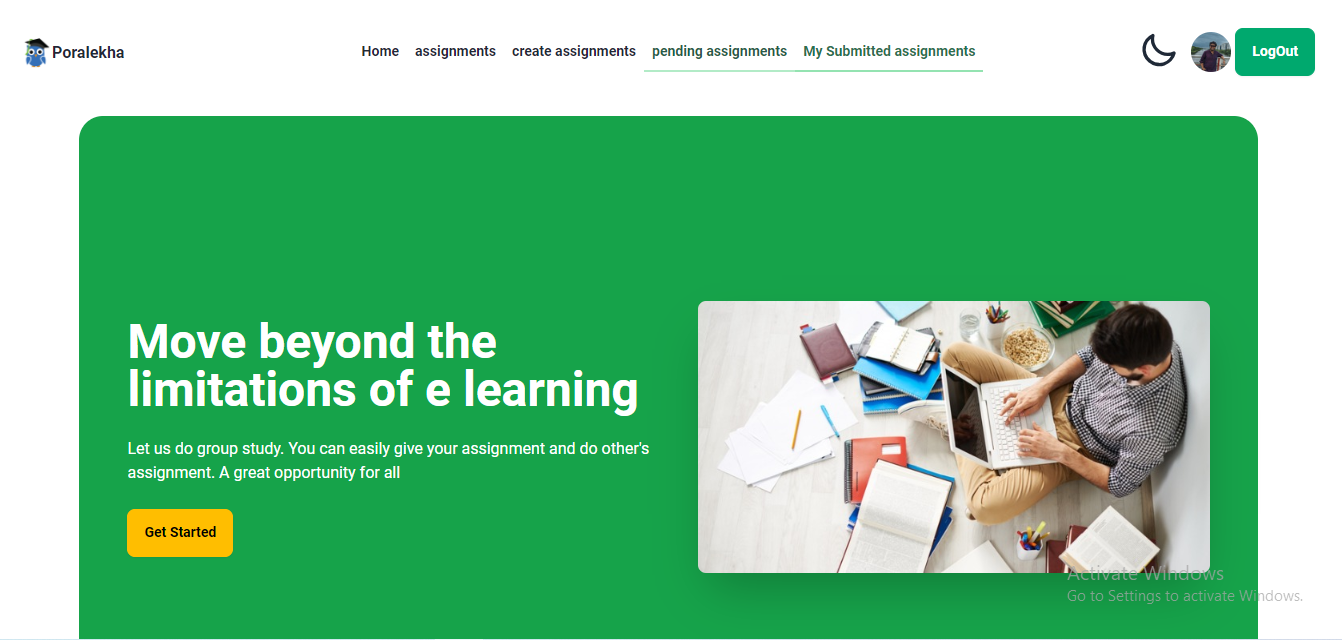 Poralekha
Home assignments create assignments pending assignments My Submitted assignments
LogOut
Move beyond the
limitations of e learning
Let us do group study. You can easily give your assignment and do other's
assignment. A great opportunity for all
Get Started
Activate Windows
Go to Settings to activate Windows.